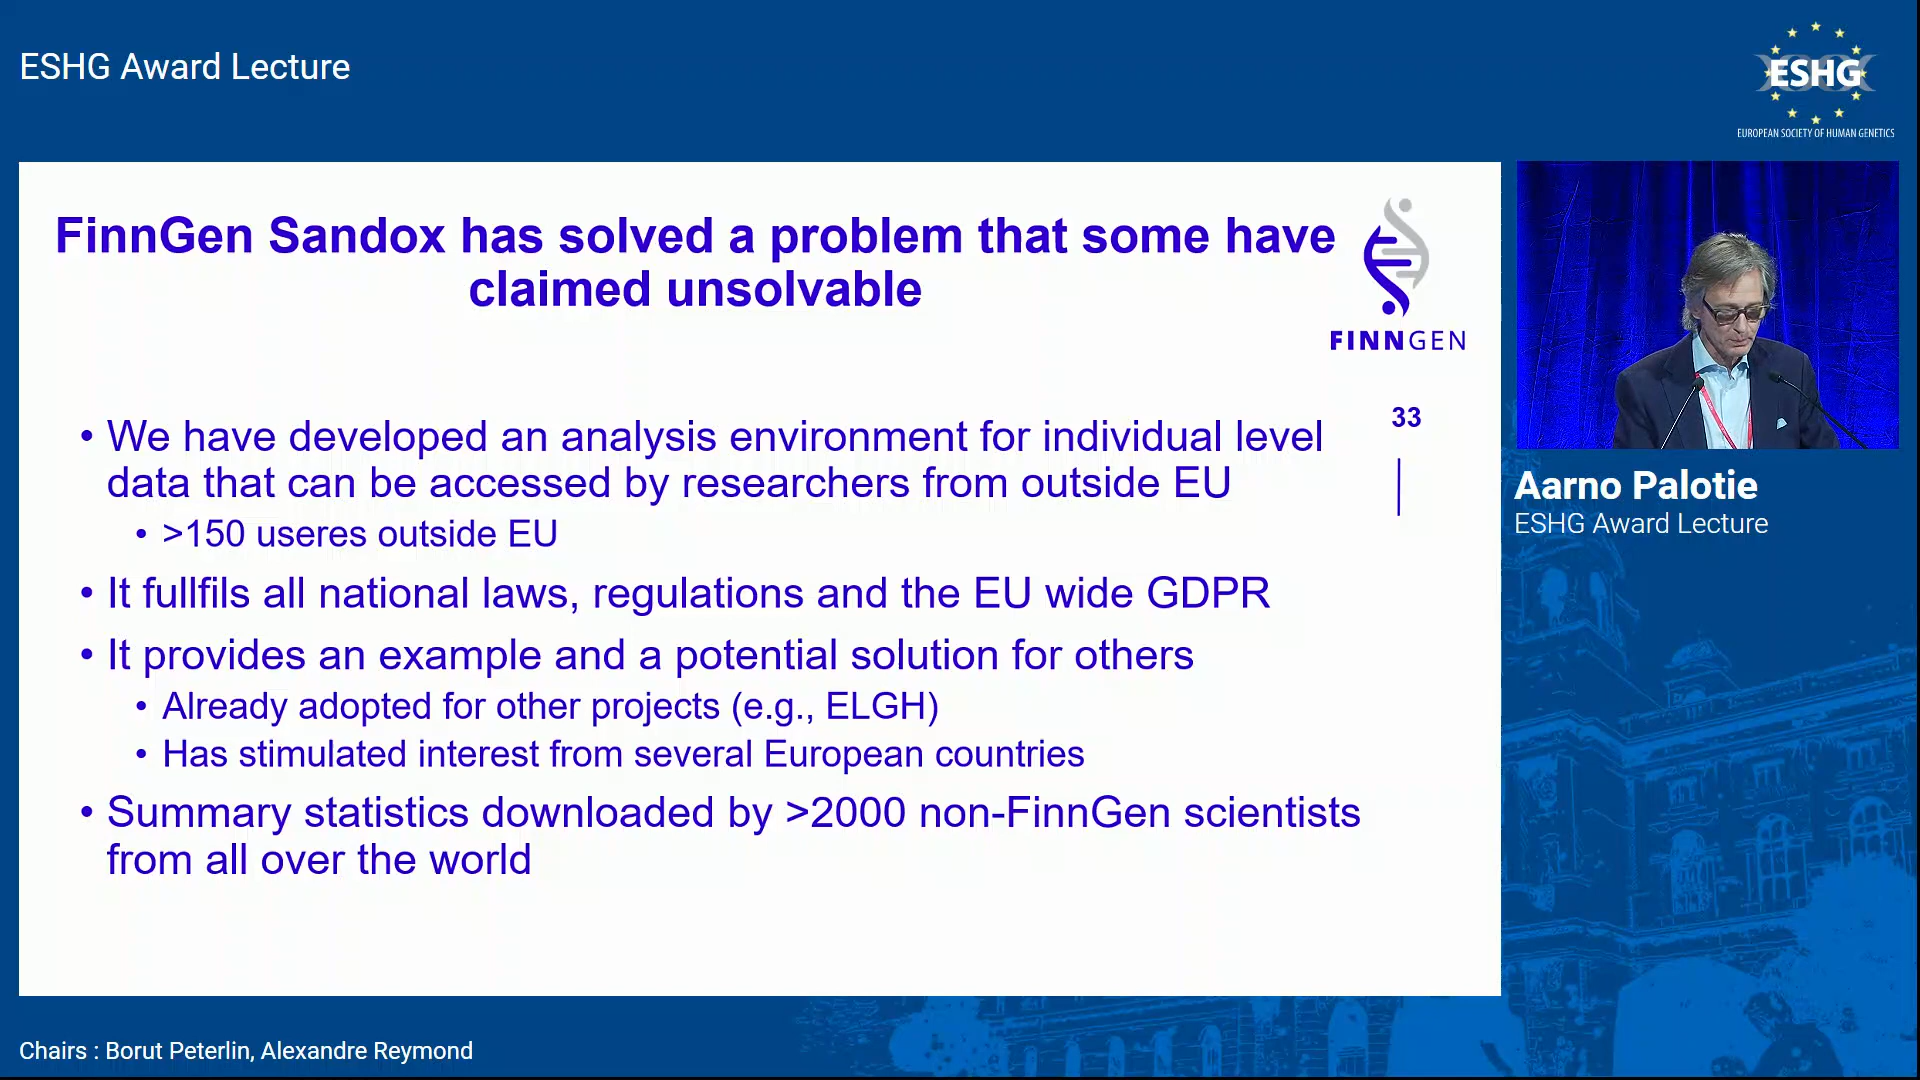 ESHG Award Lecture
ESHG
EUROPEAN SOCIETY OF HUMAN GENETICS
FinnGen Sandox has solved a problem that some have
claimed unsolvable
FINNGEN
33
• We have developed an analysis environment for individual level
data that can be accessed by researchers from outside EU
• >150 useres outside EU
• It fullfils all national laws, regulations and the EU wide GDPR
• It provides an example and a potential solution for others
• Already adopted for other projects (e.g., ELGH)
• Has stimulated interest from several European countries
• Summary statistics downloaded by >2000 non-FinnGen scientists
from all over the world
Aarno Palotie
ESHG Award Lecture
Chairs : Borut Peterlin, Alexandre Reymond